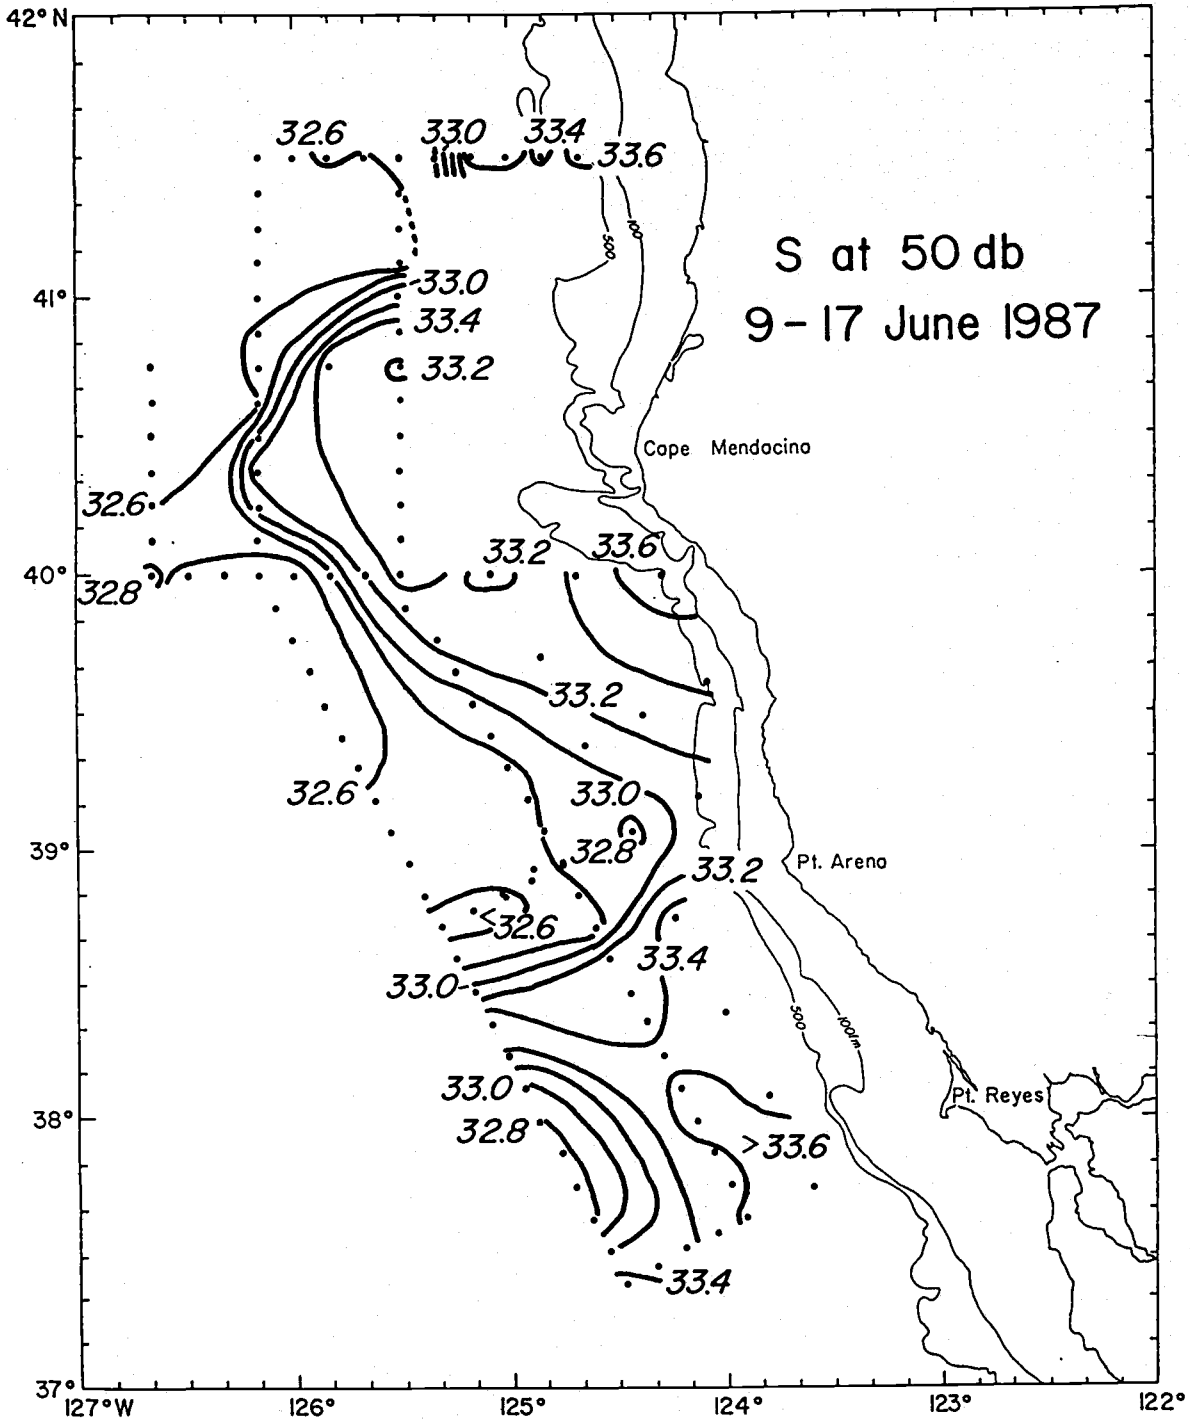 42° N
32.6 33.0 33.4 33.6
500 100
S at 50 db
9-17 June 1987
41°
33.0
33.4
33.2
Cape Mendocino
32.6
33.2 33.6
40°
32.8
33.2
32.6 33.0
32.8
39°
33.2 Pt. Arena
<32.6
33.4
33.0
500 100fm
33.0 Pt. Reyes
38°
32.8 >33.6
33.4
37°
127°W 126° 125° 124° 123° 122°